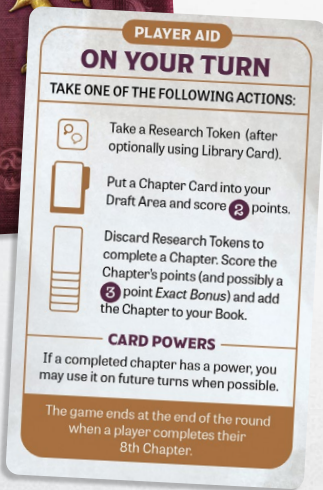 PLAYER AID
ON YOUR TURN
TAKE ONE OF THE FOLLOWING ACTIONS:
Take a Research Token (after
optionally using Library Card).
Put a Chapter Card into your
Draft Area and score 2 points.
Discard Research Tokens to
complete a Chapter. Score the
Chapter's points (and possibly a
3 point Exact Bonus) and add
the Chapter to your Book.
CARD POWERS
If a completed chapter has a power, you
may use it on future turns when possible.
The game ends at the end of the round
when a player completes their
8th Chapter.